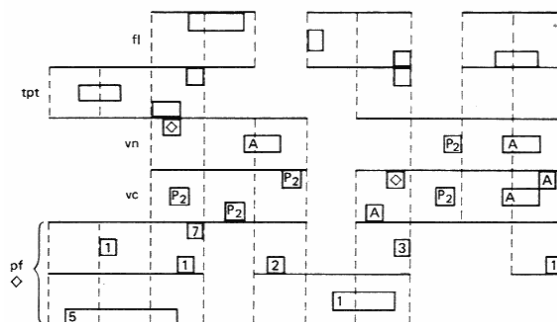 fl
tpt
◇
vn A P₂ A
P₂ ◇ A
vc P₂ P₂ A
P₂ A
7
pf 1 3
◇ 1 2 1
1
5